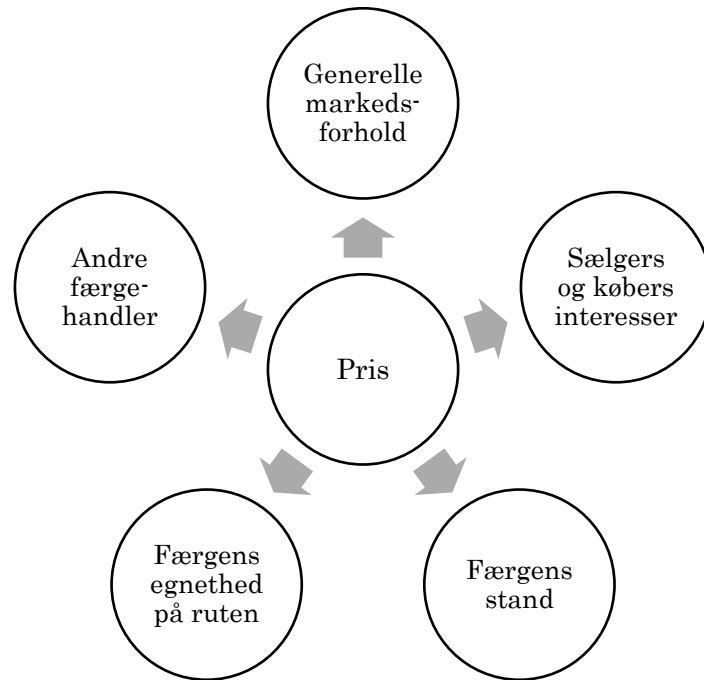 Generelle
markeds-
forhold
Andre
færge-
handler
Sælgers
og købers
interesser
Pris
Færgens
egnethed
på ruten
Færgens
stand